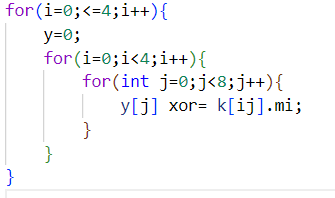 for(i=0;<=4;i++){
y=0;
for(i=0;i<4;i++){
for(int j=0;j<8;j++){
y[j] xor= k[ij].mi;
}
}
}